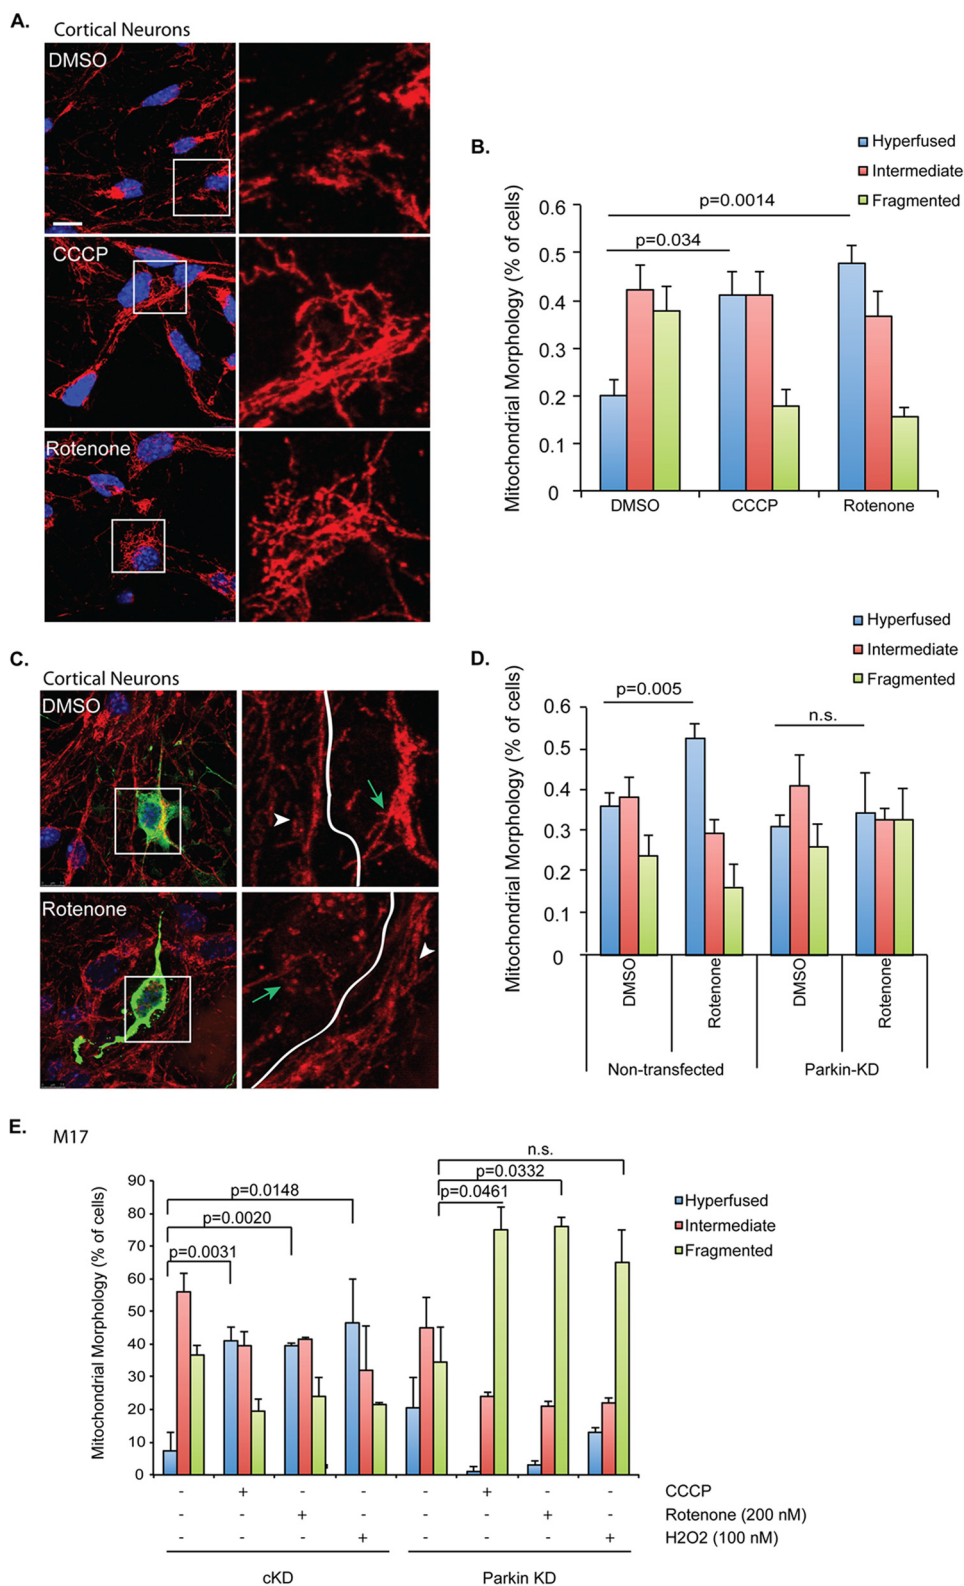 A.
Cortical Neurons
DMSO
CCCP
Rotenone
B.
Hyperfused
Intermediate
Fragmented
Mitochondrial Morphology (% of cells)
0.6
0.5
0.4
0.3
0.2
0.1
0
p=0.0014
p=0.034
DMSO CCCP Rotenone
C.
Cortical Neurons
DMSO
Rotenone
D.
Hyperfused
Intermediate
Fragmented
Mitochondrial Morphology (% of cells)
0.6
0.5
0.4
0.3
0.2
0.1
0
p=0.005
n.s.
DMSO Rotenone DMSO Rotenone
Non-transfected Parkin-KD
E.
M17
Mitochondrial Morphology (% of cells)
90
80
70
60
50
40
30
20
10
0
p=0.0148
p=0.0020
p=0.0031
n.s.
p=0.0332
p=0.0461
Hyperfused
Intermediate
Fragmented
- + - - - + - - CCCP
- - + - - - + - Rotenone (200 nM)
- - - + - - - + H2O2 (100 nM)
cKD Parkin KD